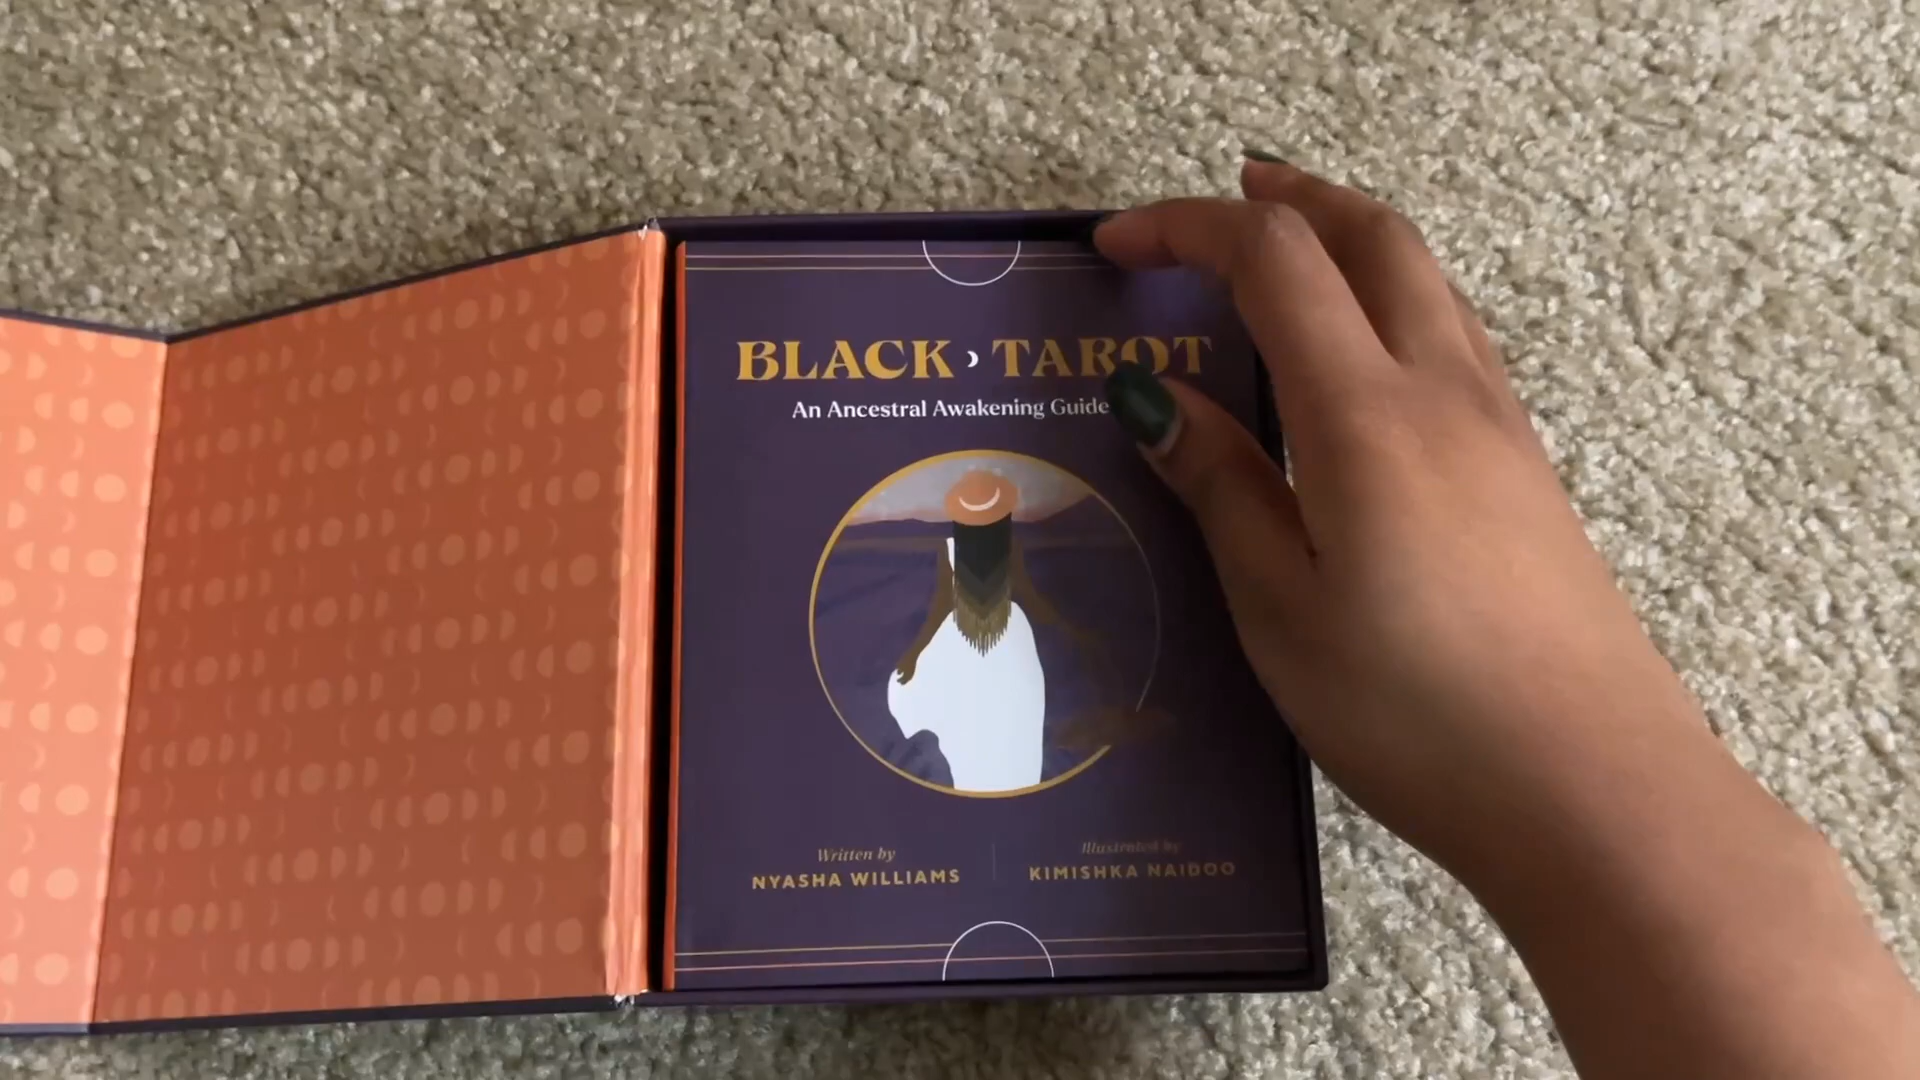 BLACK TAROT
An Ancestral Awakening Guide
Written by
NYASHA WILLIAMS
Illustrated by
KIMISHKA NAIDOO